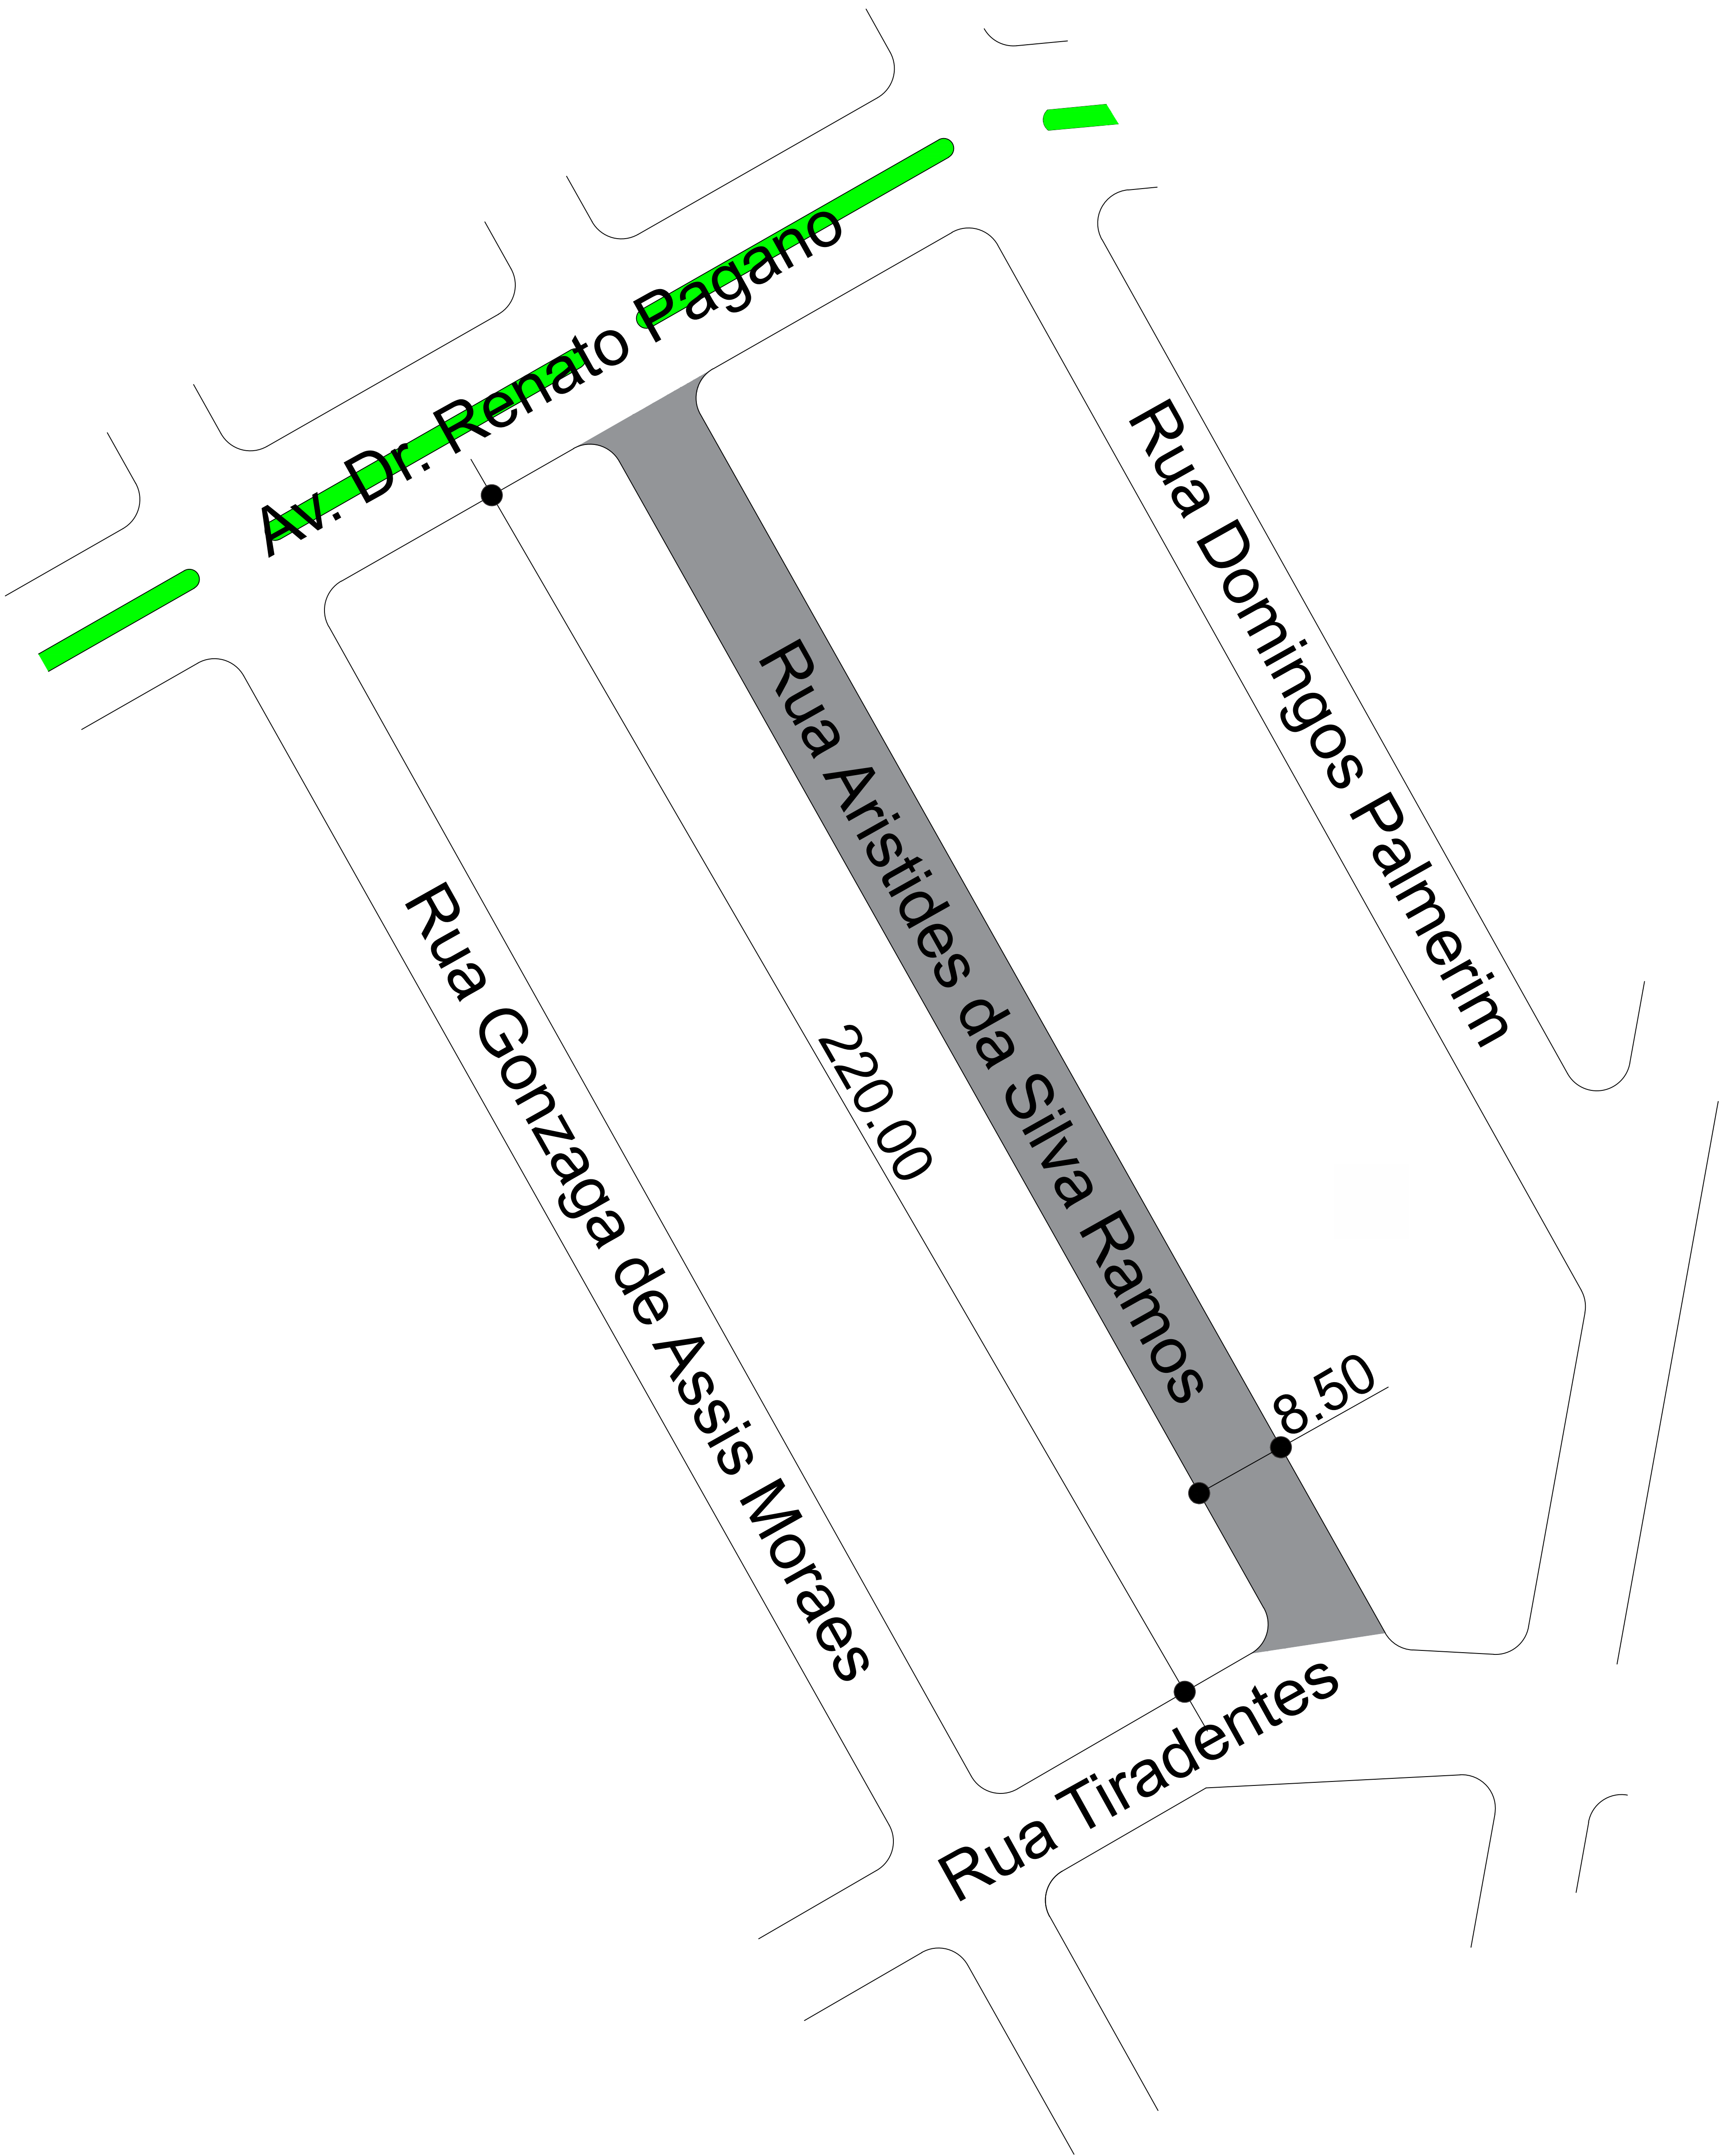 Av. Dr. Renato Pagano
Rua Domingos Palmerim
Rua Aristides da Silva Ramos
Rua Gonzaga de Assis Moraes
220.00
8.50
Rua Tiradentes